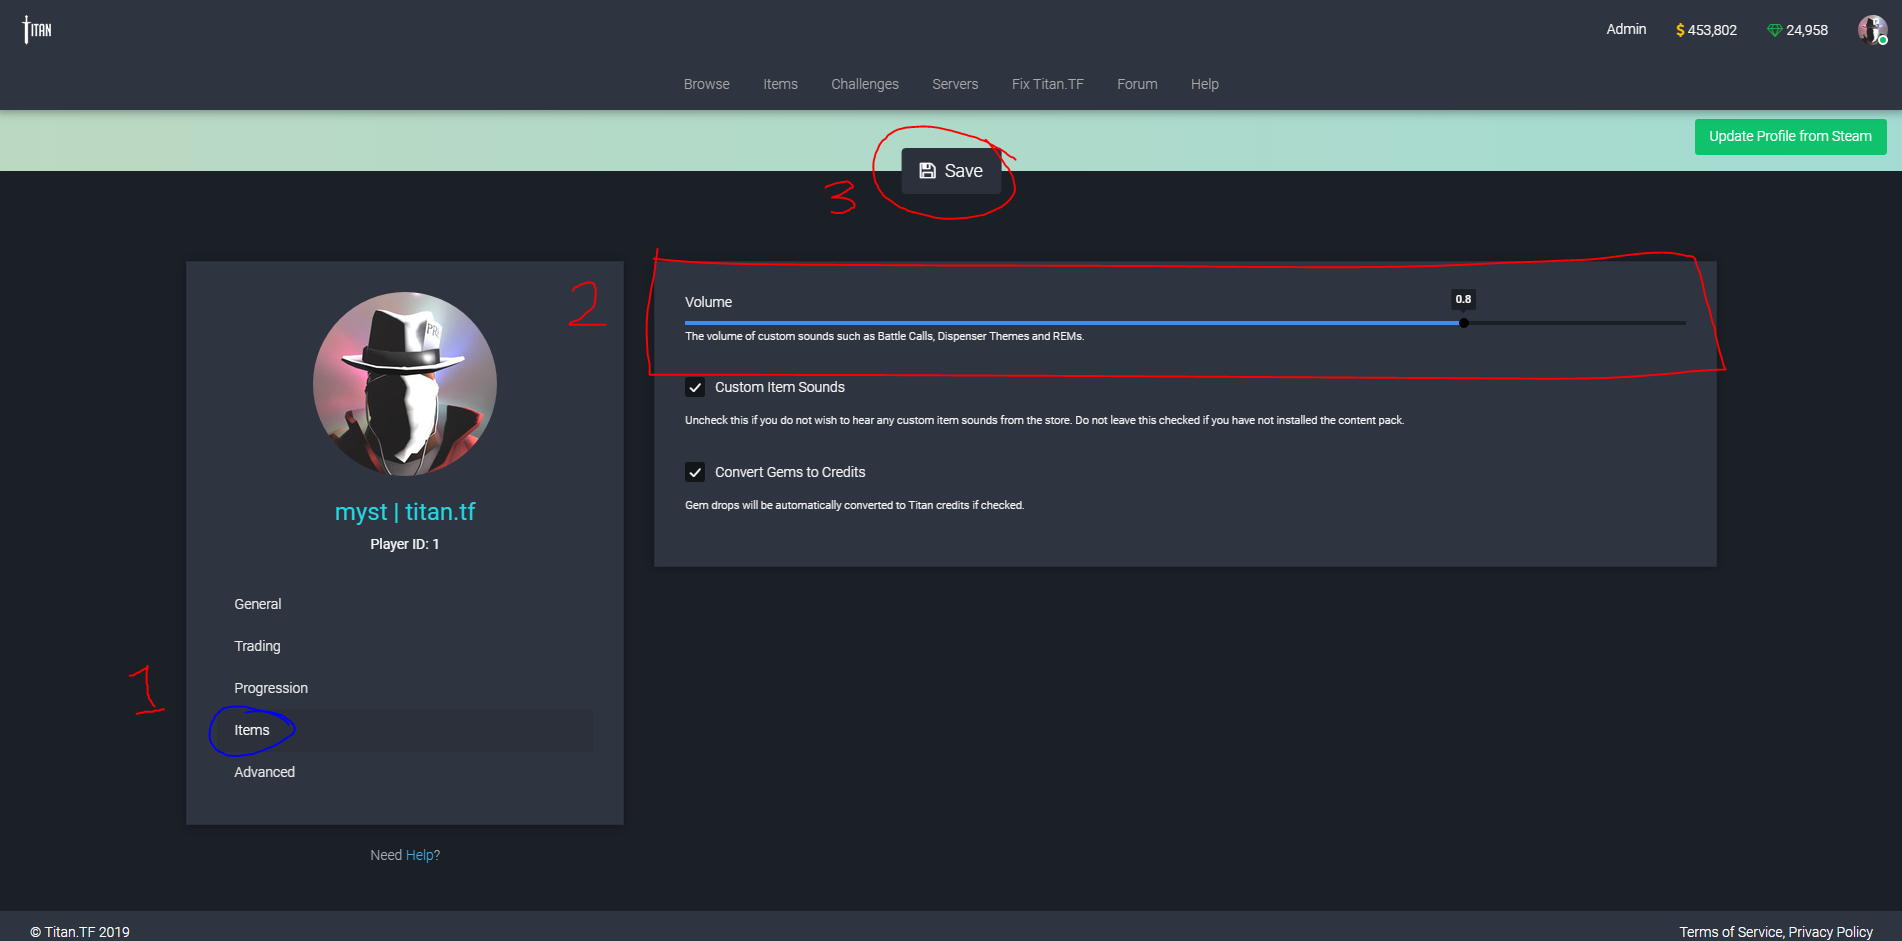 TITAN
Admin
$ 453,802
24,958
Browse Items Challenges Servers Fix Titan.TF Forum Help
Update Profile from Steam
Save
3
2
Volume
0.8
The volume of custom sounds such as Battle Calls, Dispenser Themes and REMs.
Custom Item Sounds
Uncheck this if you do not wish to hear any custom item sounds from the store. Do not leave this checked if you have not installed the content pack.
Convert Gems to Credits
Gem drops will be automatically converted to Titan credits if checked.
myst | titan.tf
Player ID: 1
General
Trading
Progression
1
Items
Advanced
Need Help?
© Titan.TF 2019
Terms of Service, Privacy Policy